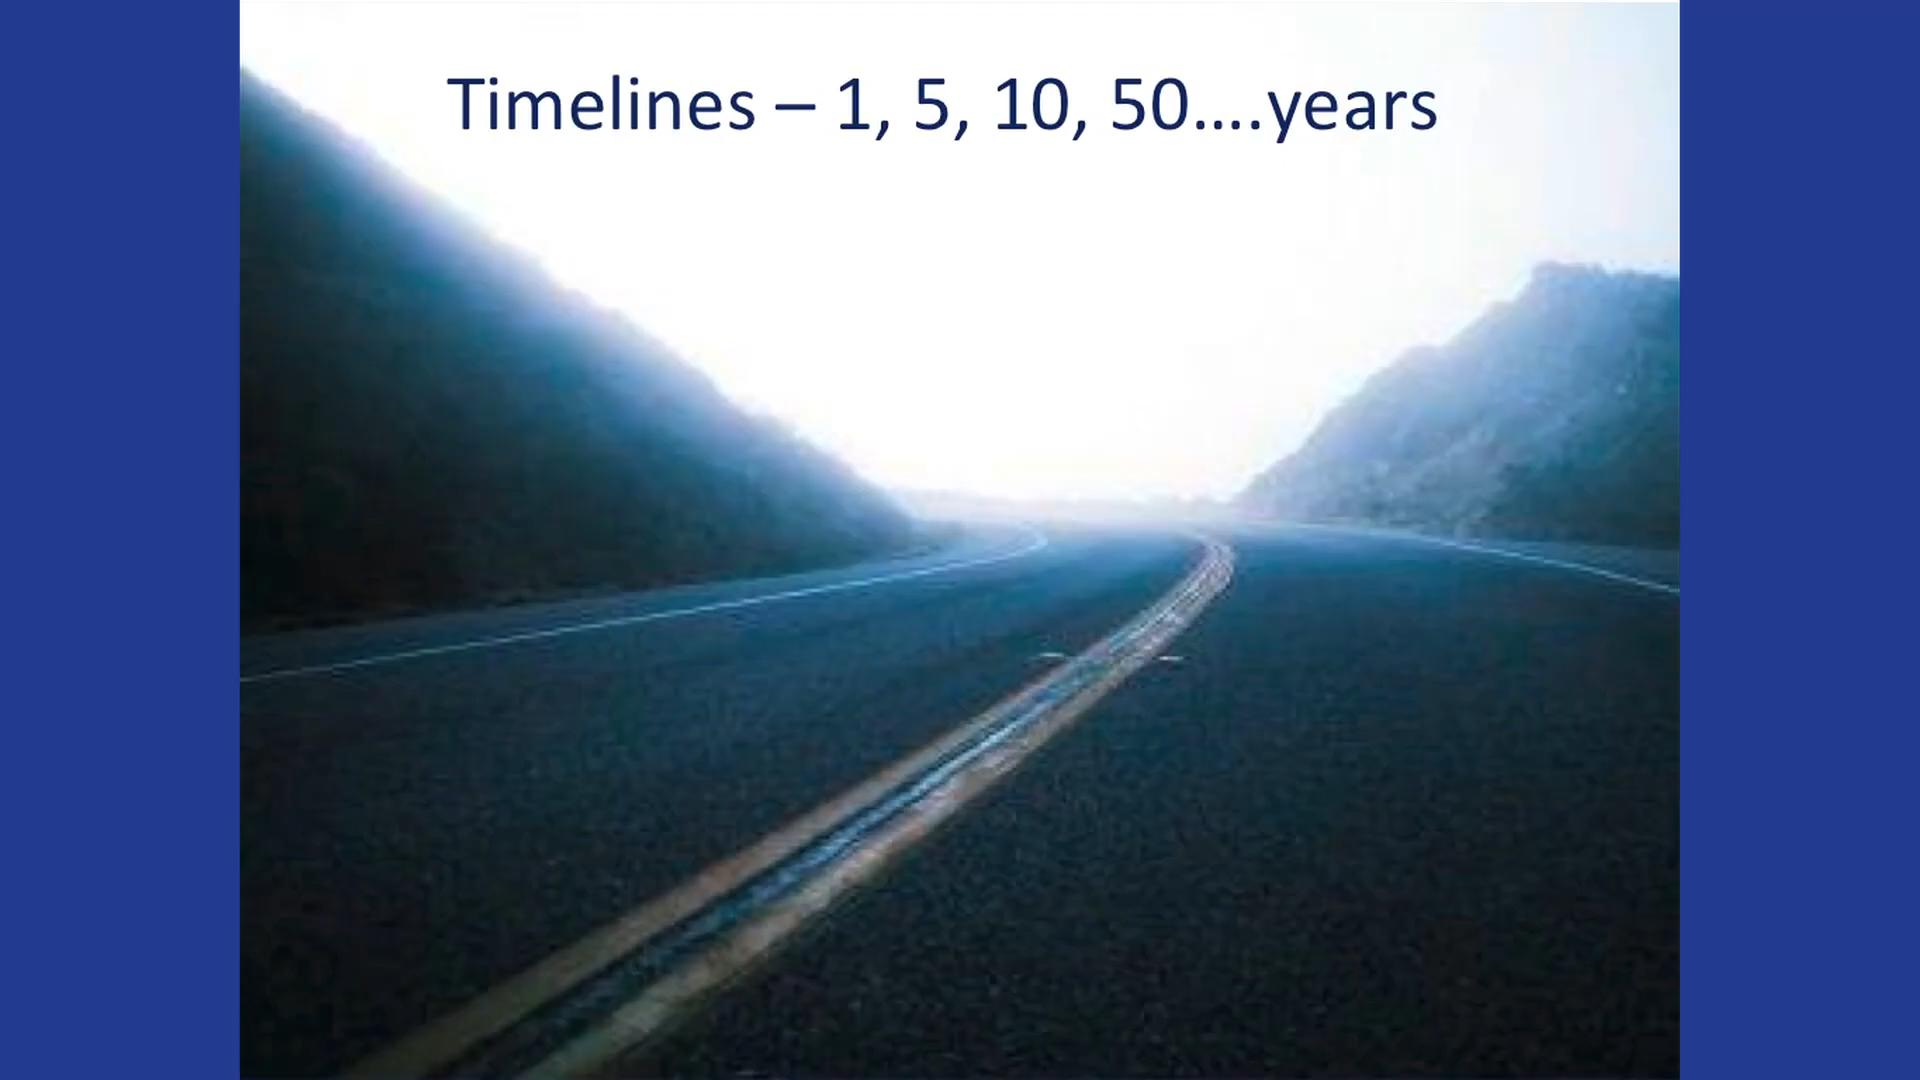 Timelines – 1, 5, 10, 50....years